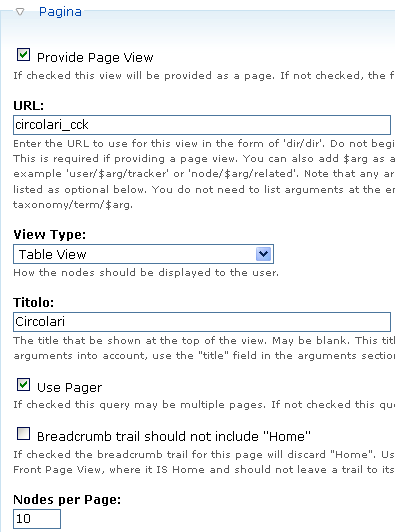 Pagina
Provide Page View
If checked this view will be provided as a page. If not checked, the f
URL:
circolari_cck
Enter the URL to use for this view in the form of 'dir/dir'. Do not begi
This is required if providing a page view. You can also add $arg as a
example 'user/$arg/tracker' or 'node/$arg/related'. Note that any ar
listed as optional below. You do not need to list arguments at the er
taxonomy/term/$arg.
View Type:
Table View
How the nodes should be displayed to the user.
Titolo:
Circolari
The title that be shown at the top of the view. May be blank. This titl
arguments into account, use the "title" field in the arguments section
Use Pager
If checked this query may be multiple pages. If not checked this que
Breadcrumb trail should not include "Home"
If checked the breadcrumb trail for this page will discard "Home". Us
Front Page View, where it IS Home and should not leave a trail to its
Nodes per Page:
10